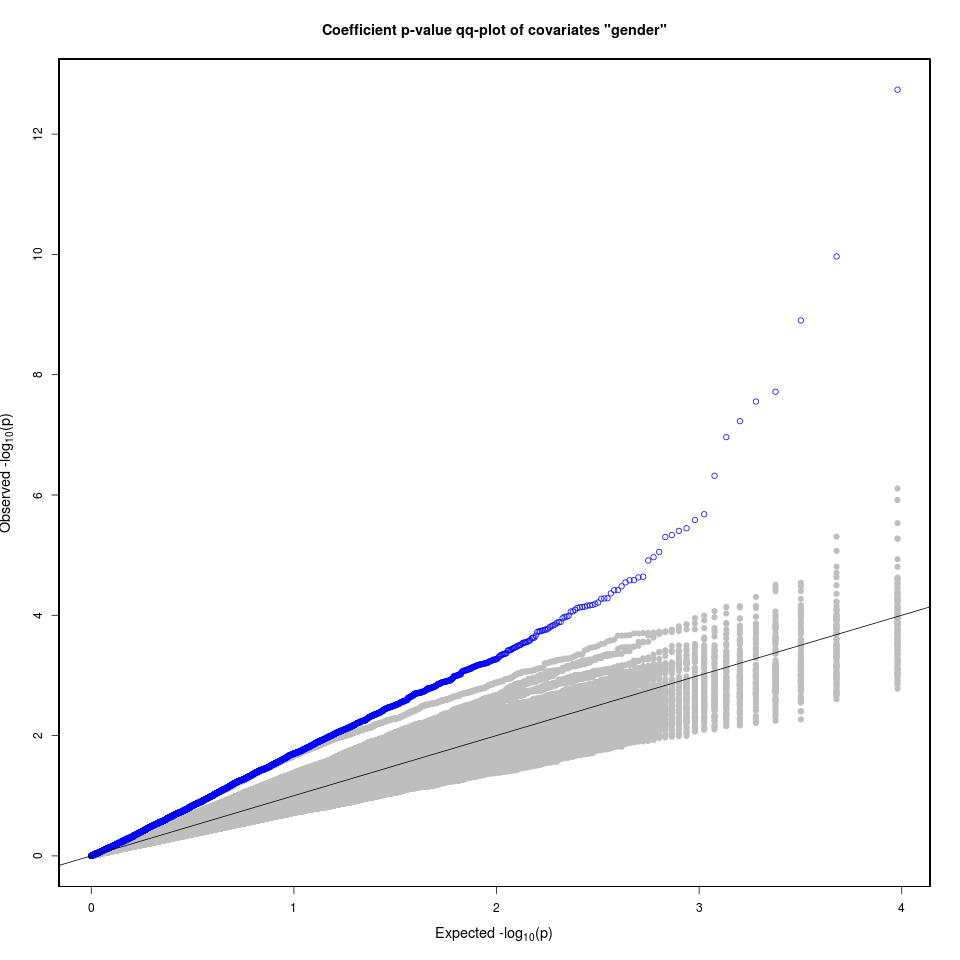 Coefficient p-value qq-plot of covariates "gender"
12
10
8
6
4
2
0
Observed -log10(p)
0 1 2 3 4
Expected -log10(p)